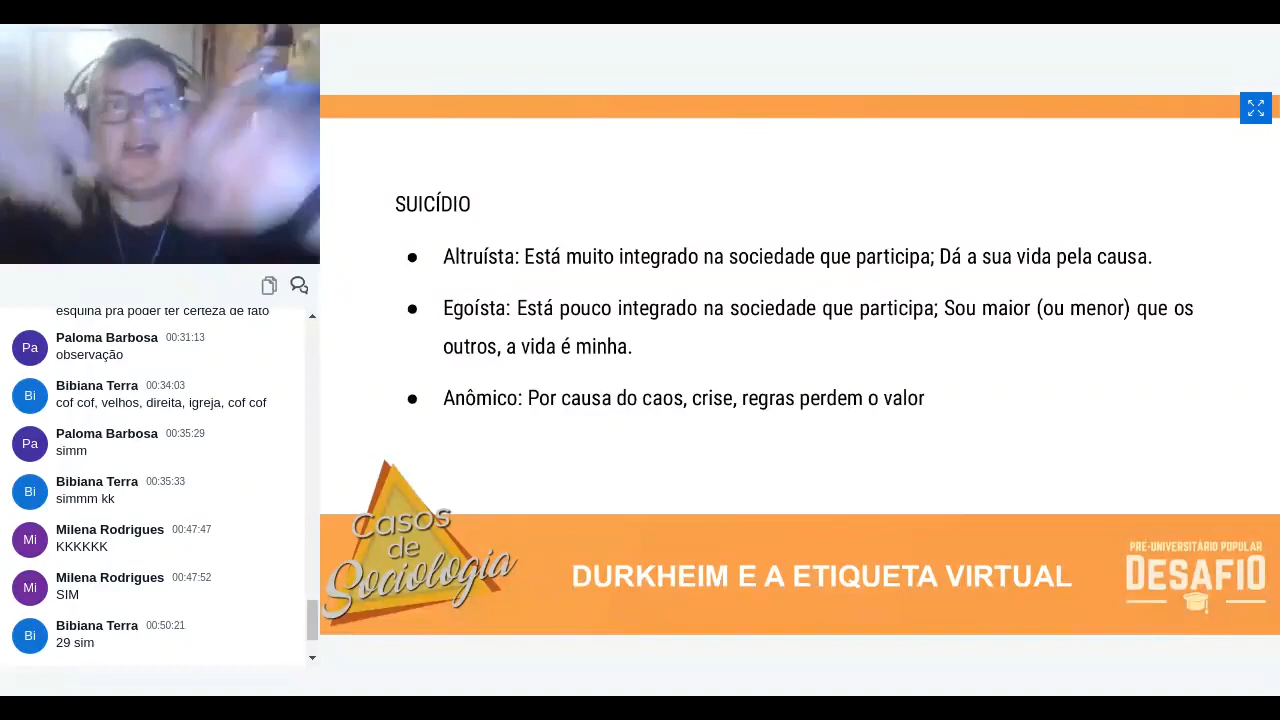 esquina pra poder ter certeza de fato
Pa
Paloma Barbosa 00:31:13
observação
Bi
Bibiana Terra 00:34:03
cof cof, velhos, direita, igreja, cof cof
Pa
Paloma Barbosa 00:35:29
simm
Bi
Bibiana Terra 00:35:33
simmm kk
Mi
Milena Rodrigues 00:47:47
KKKKKK
Mi
Milena Rodrigues 00:47:52
SIM
Bi
Bibiana Terra 00:50:21
29 sim
SUICÍDIO
● Altruísta: Está muito integrado na sociedade que participa; Dá a sua vida pela causa.
● Egoísta: Está pouco integrado na sociedade que participa; Sou maior (ou menor) que os
outros, a vida é minha.
● Anômico: Por causa do caos, crise, regras perdem o valor
Casos
de
Sociologia
DURKHEIM E A ETIQUETA VIRTUAL
PRÉ-UNIVERSITÁRIO POPULAR
DESAFIO